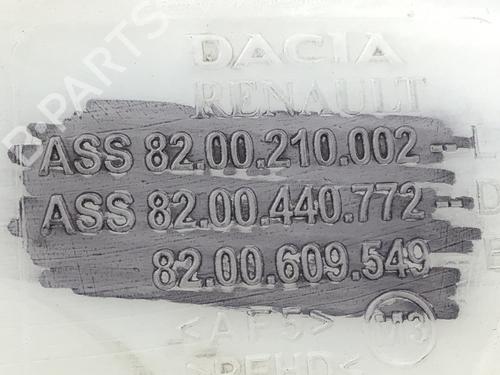 DACIA
RENAULT
ASS 82.00.210.002-L
ASS 82.00.440.772-D
82.00.609.549
B PARTS